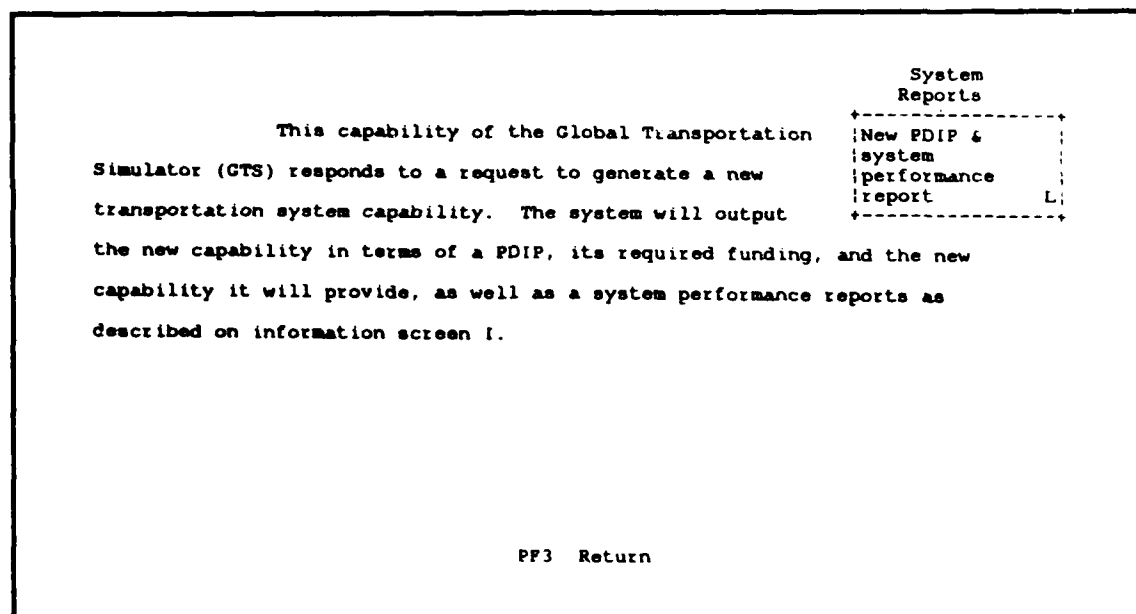 System
Reports
+----------------+
This capability of the Global Transportation |New PDIP & |
|system |
Simulator (GTS) responds to a request to generate a new |performance |
transportation system capability. The system will output |report L|
+----------------+
the new capability in terms of a PDIP, its required funding, and the new
capability it will provide, as well as a system performance reports as
described on information screen I.
PF3 Return